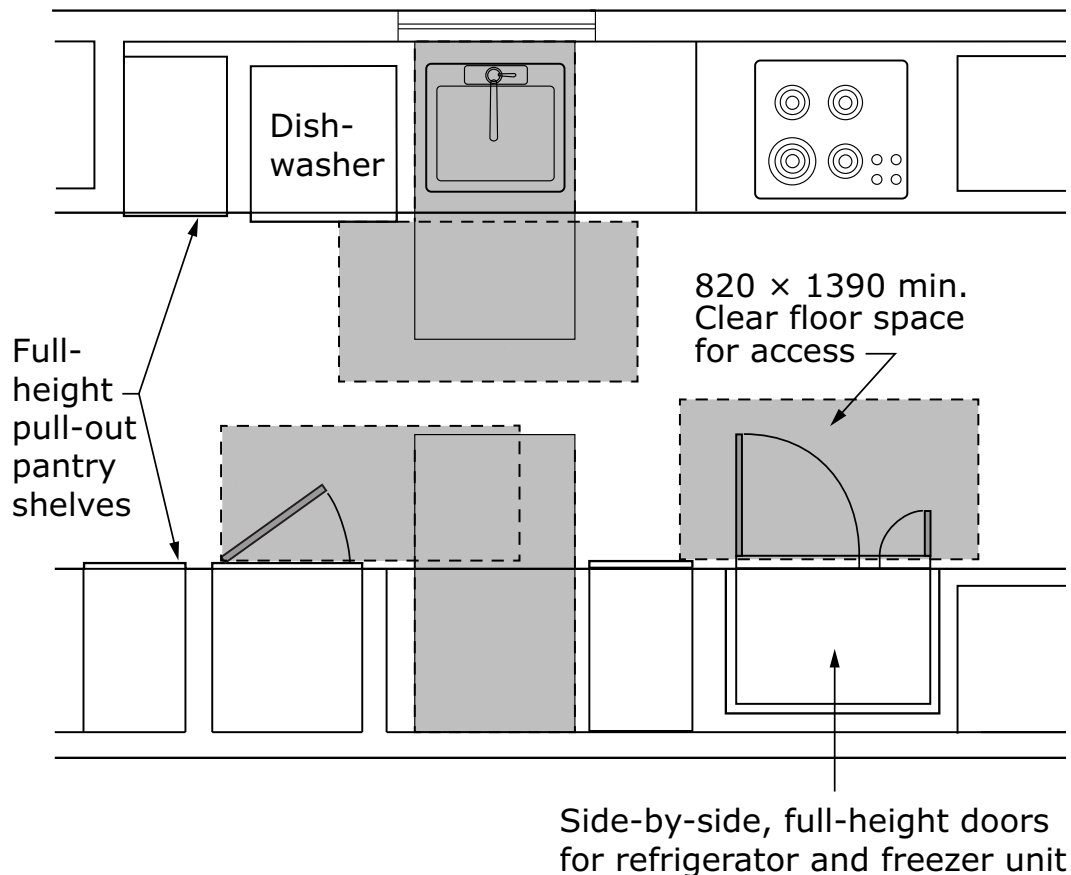 Dish-
washer
820 × 1390 min.
Clear floor space
for access
Full-
height
pull-out
pantry
shelves
Side-by-side, full-height doors
for refrigerator and freezer unit